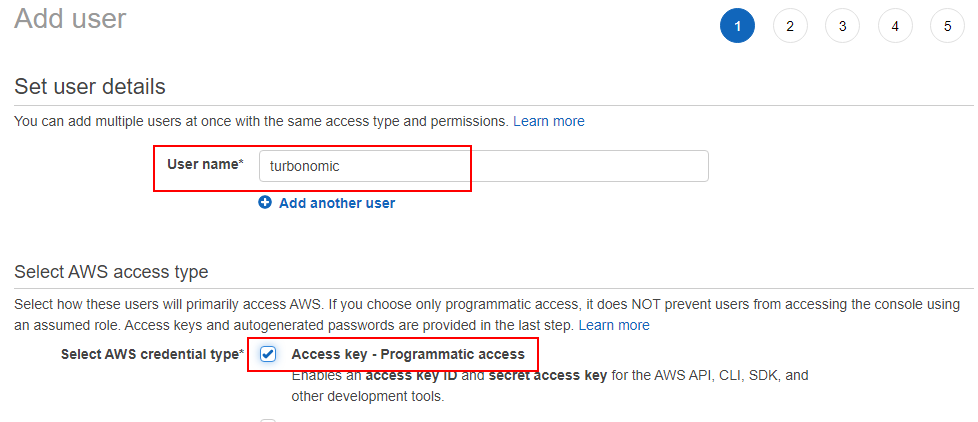 Add user
1 2 3 4 5
Set user details
You can add multiple users at once with the same access type and permissions. Learn more
User name* turbonomic
Add another user
Select AWS access type
Select how these users will primarily access AWS. If you choose only programmatic access, it does NOT prevent users from accessing the console using
an assumed role. Access keys and autogenerated passwords are provided in the last step. Learn more
Select AWS credential type* Access key - Programmatic access
Enables an access key ID and secret access key for the AWS API, CLI, SDK, and
other development tools.